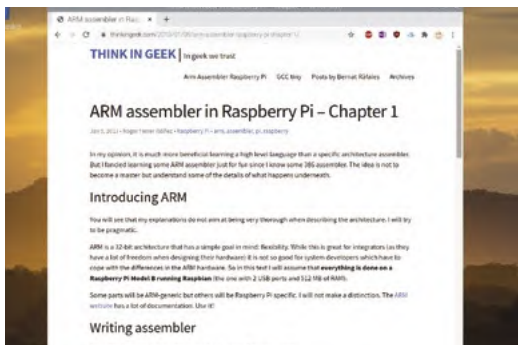 ARM assembler in Rasp
THINK IN GEEK | In geek we trust
Arm Assembler Raspberry Pi GCC tiny Posts by Bernat Ràfales Archives
ARM assembler in Raspberry Pi – Chapter 1
Roger Ferrer Ibáñez • Raspberry Pi • arm, assembler, pi, raspberry
In my opinion, it is much more beneficial learning a high level language than a specific architecture assembler.
But I fancied learning some ARM assembler just for fun since I know some 386 assembler. The idea is not to
become a master but understand some of the details of what happens underneath.
Introducing ARM
You will see that my explanations do not aim at being very thorough when describing the architecture. I will try
to be pragmatic.
ARM is a 32-bit architecture that has a simple goal in mind: flexibility. While this is great for integrators (as they
have a lot of freedom when designing their hardware) it is not so good for system developers which have to
cope with the differences in the ARM hardware. So in this text I will assume that everything is done on a
Raspberry Pi Model B running Raspbian (the one with 2 USB ports and 512 MB of RAM).
Some parts will be ARM-generic but others will be Raspberry Pi specific. I will not make a distinction. The ARM
website has a lot of documentation. Use it!
Writing assembler